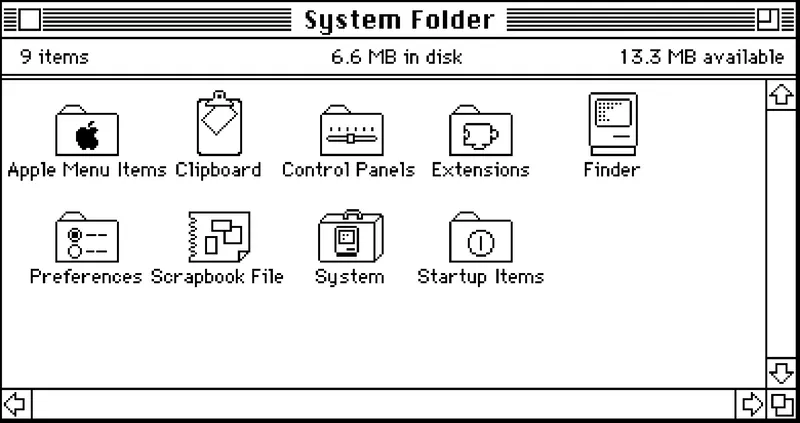 System Folder
9 items 6.6 MB in disk 13.3 MB available
Apple Menu Items Clipboard Control Panels Extensions Finder
Preferences Scrapbook File System Startup Items